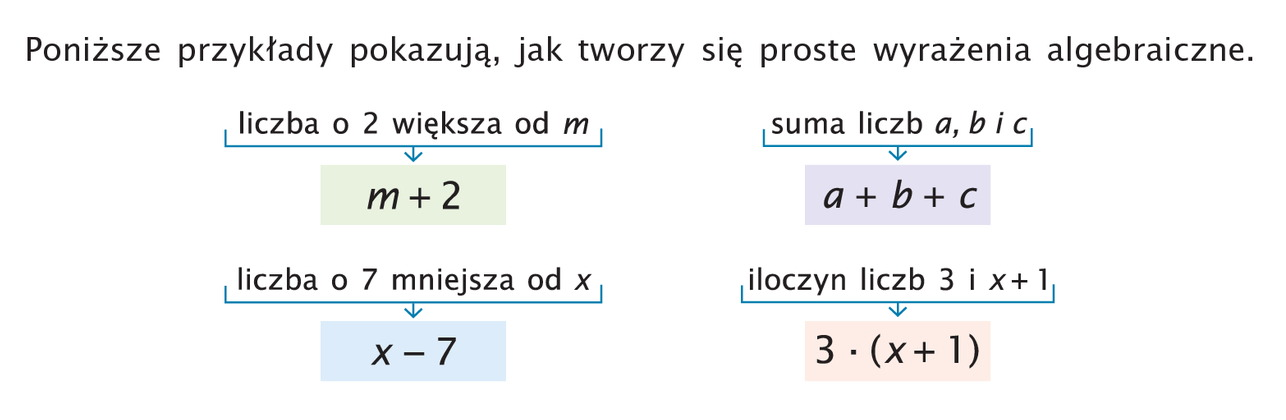 Poniższe przykłady pokazują, jak tworzy się proste wyrażenia algebraiczne.
liczba o 2 większa od m
m + 2
suma liczb a, b i c
a + b + c
liczba o 7 mniejsza od x
x − 7
iloczyn liczb 3 i x + 1
3 · (x + 1)